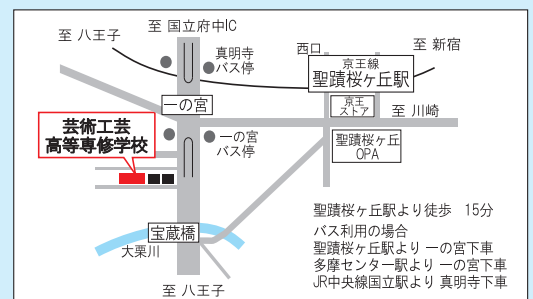 至 国立府中IC
至 八王子
真明寺
バス停
西口
至 新宿
京王線
聖蹟桜ヶ丘駅
一の宮
京王
ストア
至 川崎
芸術工芸
高等専修学校
一の宮
バス停
聖蹟桜ヶ丘
OPA
宝蔵橋
大栗川
至 八王子
聖蹟桜ヶ丘駅より徒歩 15分
バス利用の場合
聖蹟桜ヶ丘駅より 一の宮下車
多摩センター駅より 一の宮下車
JR中央線国立駅より 真明寺下車